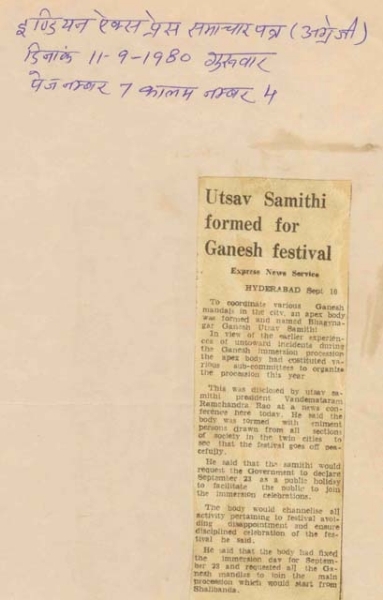 इण्डियन ऐक्सप्रेस समाचार पत्र (अंग्रेजी)
दिनांक 11-9-1980 गुरुवार
पेज नम्बर 7 कालम नम्बर 4
Utsav Samithi
formed for
Ganesh festival
Express News Service
HYDERABAD Sept 10
To coordinate various Ganesh
mandals in the city, an apex body
was formed and named Bhagyna-
gar Ganesh Utsav Samithi
In view of the earlier experien-
ces of untoward incidents during
the Ganesh immersion procession
the apex body had costituted va-
rious sub-committees to organise
the procession this year
This was disclosed by utsav sa-
mithi president Vandemataram
Ramchandra Rao at a news con-
ference here today. He said the
body was formed with eminent
persons drawn from all sections
of society in the twin cities to
see that the festival goes off pea-
cefully.
He said that the samithi would
request the Government to declare
September 23 as a public holiday
to facilitate the public to join
the immersion celebrations.
The body would channelise all
activity pertaining to festival avoi-
ding disappointment and ensure
disciplined celebration of the fes-
tival he said.
He said that the body had fixed
the immersion day for Septem-
ber 23 and requested all the Ga-
nesh mandlies to join the main
procession which would start from
Shalibanda.